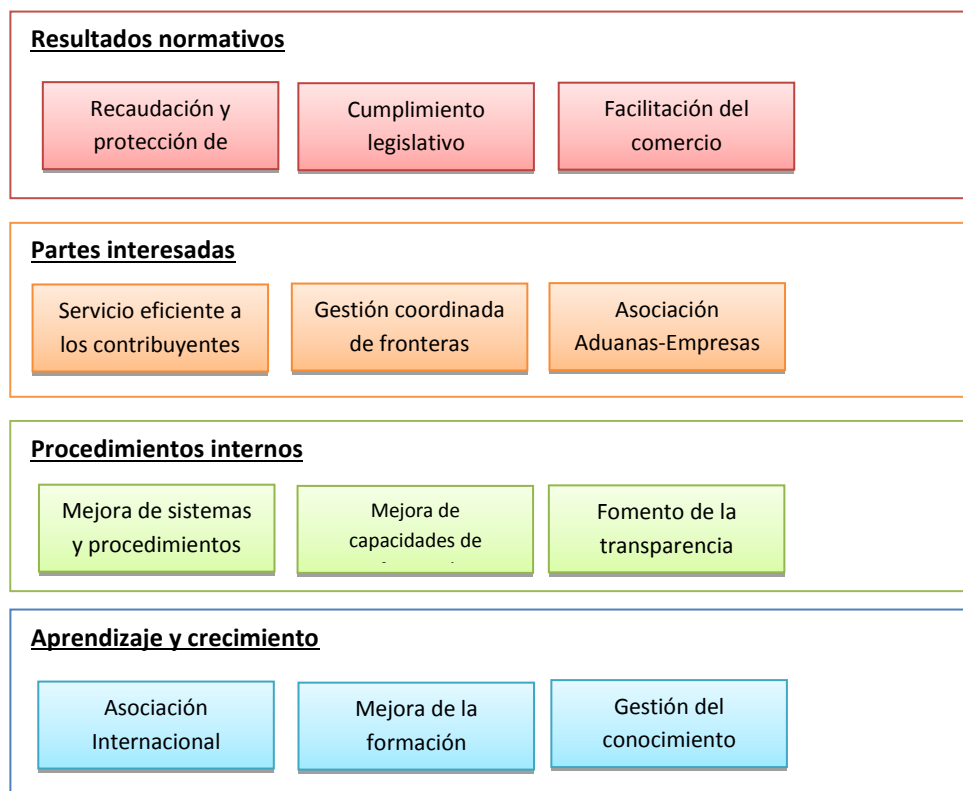 Resultados normativos
Recaudación y
protección de
Cumplimiento
legislativo
Facilitación del
comercio
Partes interesadas
Servicio eficiente a
los contribuyentes
Gestión coordinada
de fronteras
Asociación
Aduanas-Empresas
Procedimientos internos
Mejora de sistemas
y procedimientos
Mejora de
capacidades de
Fomento de la
transparencia
Aprendizaje y crecimiento
Asociación
Internacional
Mejora de la
formación
Gestión del
conocimiento